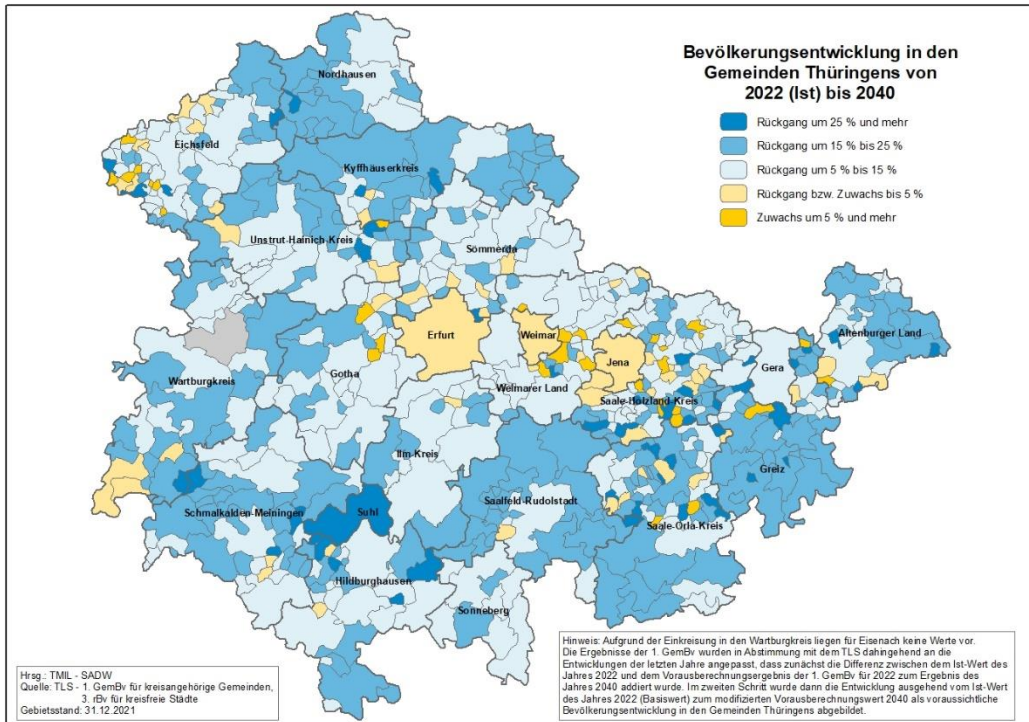 Bevölkerungsentwicklung in den
Gemeinden Thüringens von
2022 (Ist) bis 2040
Rückgang um 25 % und mehr
Rückgang um 15 % bis 25 %
Rückgang um 5 % bis 15 %
Rückgang bzw. Zuwachs bis 5 %
Zuwachs um 5 % und mehr
Nordhausen
Eichsfeld
Kyffhäuserkreis
Unstrut-Hainich-Kreis
Sömmerda
Erfurt
Weimar
Jena
Altenburger Land
Gera
Wartburgkreis
Gotha
Weimarer Land
Saale-Holzland-Kreis
Ilm-Kreis
Greiz
Saalfeld-Rudolstadt
Schmalkalden-Meiningen
Suhl
Saale-Orla-Kreis
Hildburghausen
Sonneberg
Hrsg.: TMIL - SADW
Quelle: TLS - 1. GemBv für kreisangehörige Gemeinden,
3. rBv für kreisfreie Städte
Gebietsstand: 31.12.2021
Hinweis: Aufgrund der Einkreisung in den Wartburgkreis liegen für Eisenach keine Werte vor.
Die Ergebnisse der 1. GemBv wurden in Abstimmung mit dem TLS dahingehend an die
Entwicklungen der letzten Jahre angepasst, dass zunächst die Differenz zwischen dem Ist-Wert des
Jahres 2022 und dem Vorausberechnungsergebnis der 1. GemBv für 2022 zum Ergebnis des
Jahres 2040 addiert wurde. Im zweiten Schritt wurde dann die Entwicklung ausgehend vom Ist-Wert
des Jahres 2022 (Basiswert) zum modifizierten Vorausberechnungswert 2040 als voraussichtliche
Bevölkerungsentwicklung in den Gemeinden Thüringens abgebildet.